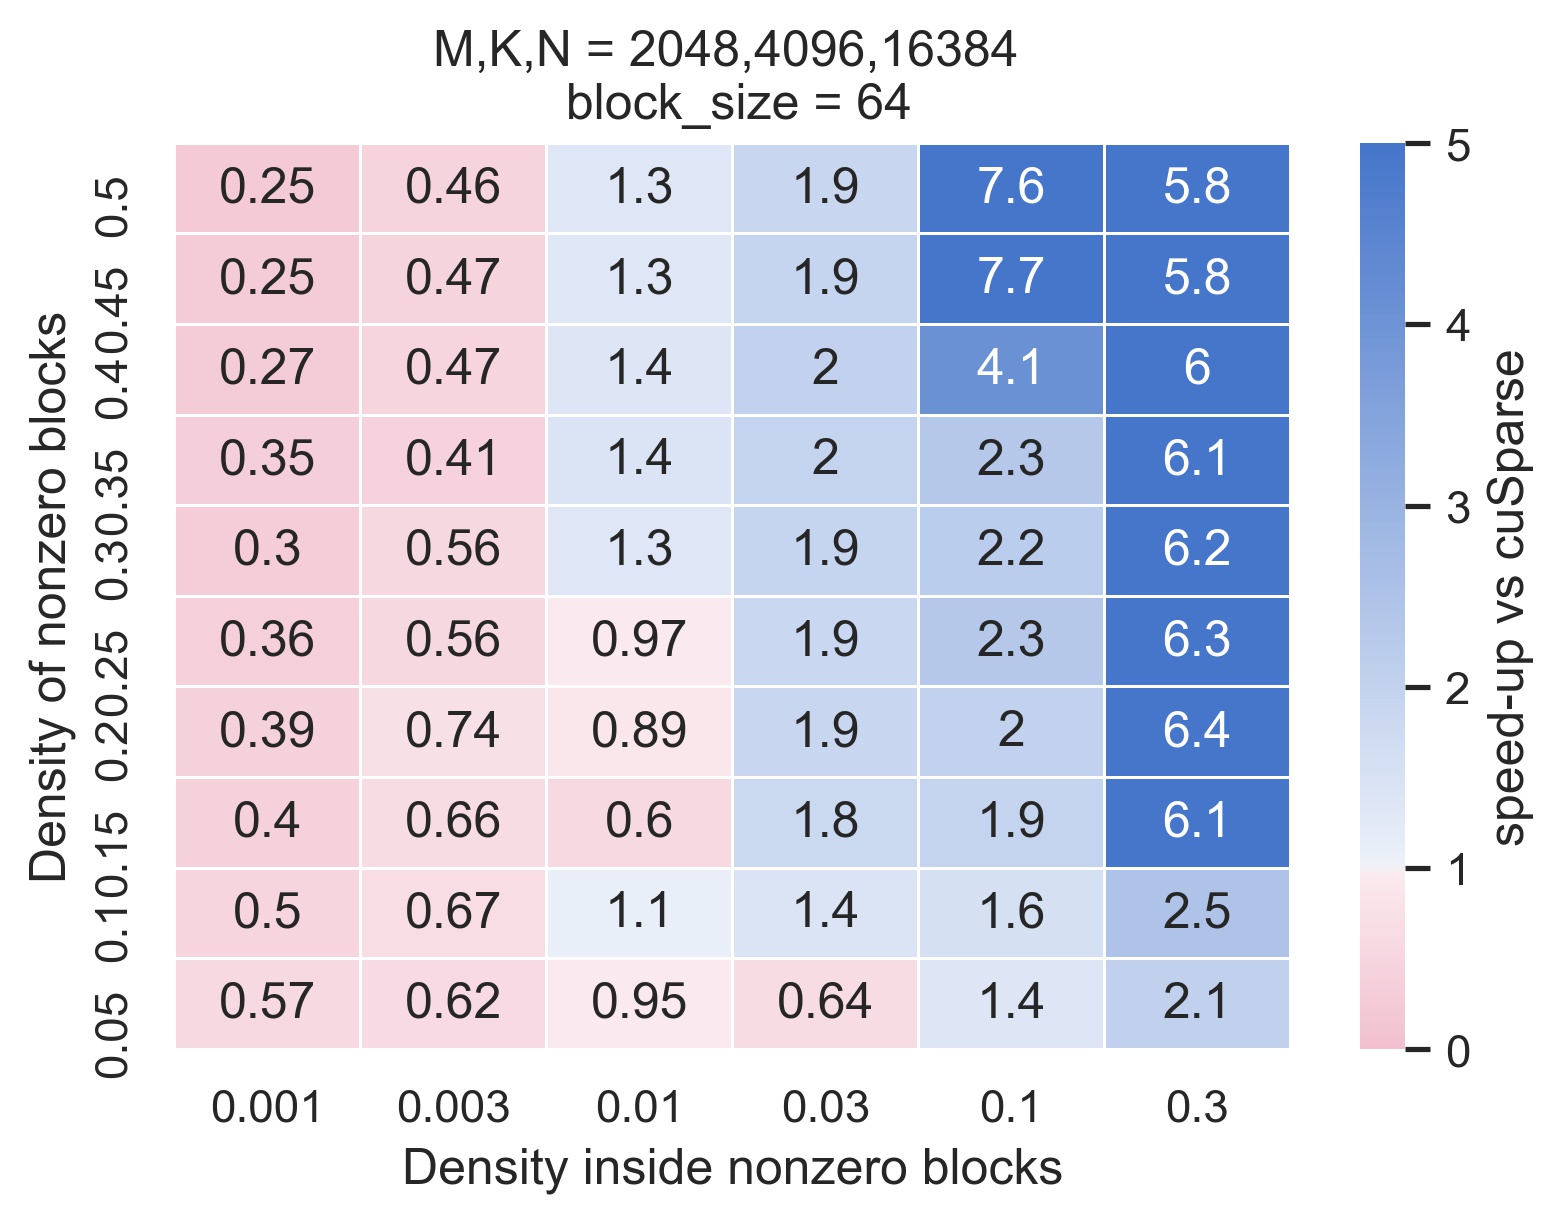 M,K,N = 2048,4096,16384
block_size = 64
Density of nonzero blocks
0.5 0.25 0.46 1.3 1.9 7.6 5.8
0.45 0.25 0.47 1.3 1.9 7.7 5.8
0.4 0.27 0.47 1.4 2 4.1 6
0.35 0.35 0.41 1.4 2 2.3 6.1
0.3 0.3 0.56 1.3 1.9 2.2 6.2
0.25 0.36 0.56 0.97 1.9 2.3 6.3
0.2 0.39 0.74 0.89 1.9 2 6.4
0.15 0.4 0.66 0.6 1.8 1.9 6.1
0.1 0.5 0.67 1.1 1.4 1.6 2.5
0.05 0.57 0.62 0.95 0.64 1.4 2.1
0.001 0.003 0.01 0.03 0.1 0.3
Density inside nonzero blocks
5
4
3
2
1
0
speed-up vs cuSparse